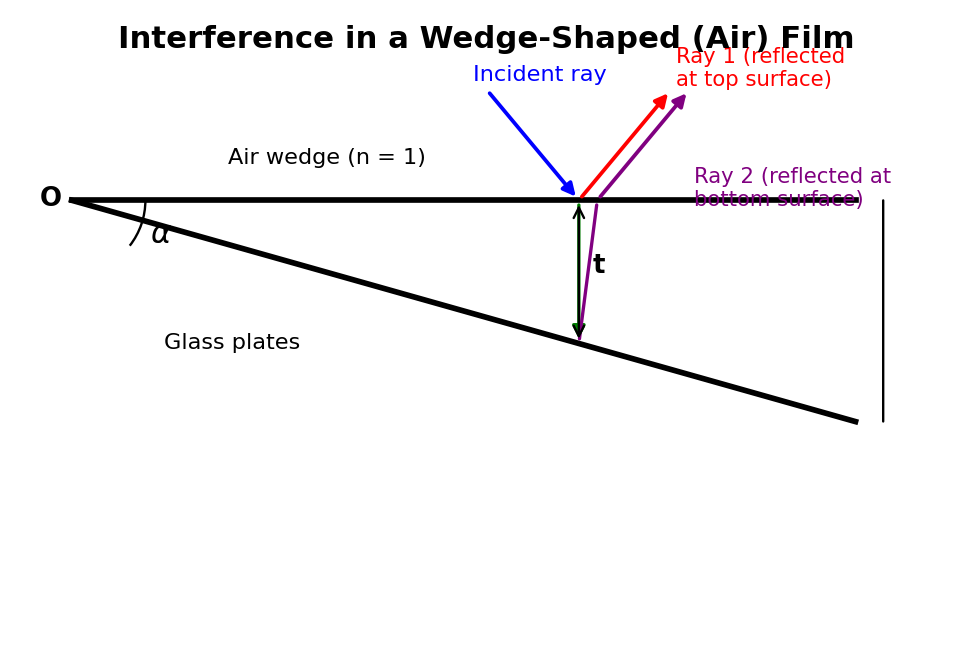 Interference in a Wedge-Shaped (Air) Film
Ray 1 (reflected
at top surface)
Incident ray
Air wedge (n = 1)
Ray 2 (reflected at
bottom surface)
O
α
t
Glass plates